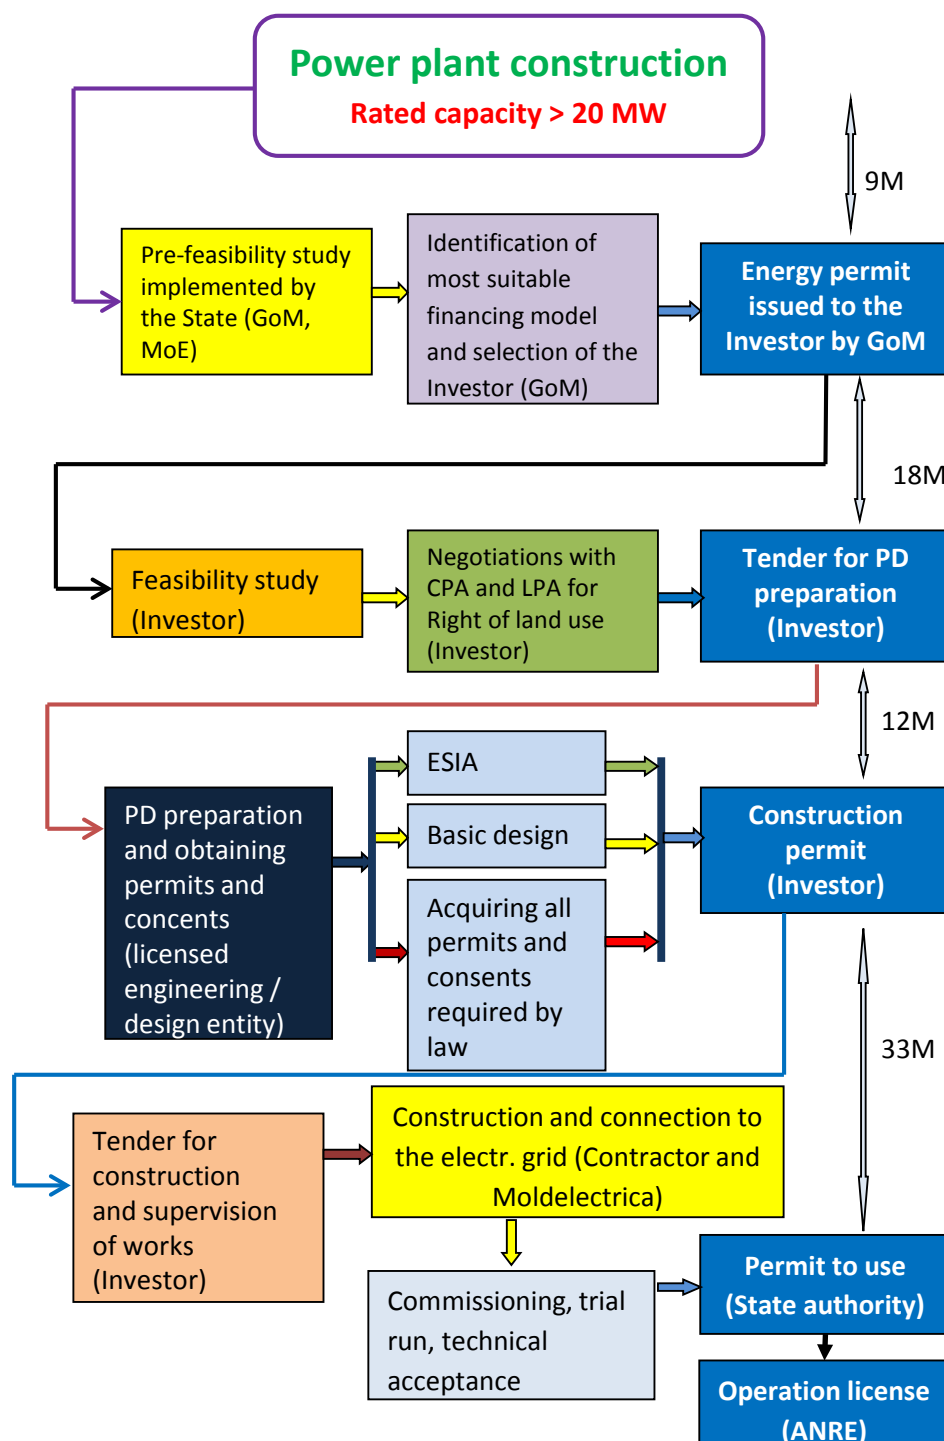 Power plant construction
Rated capacity > 20 MW
9M
Pre-feasibility study
implemented by
the State (GoM,
MoE)
Identification of
most suitable
financing model
and selection of the
Investor (GoM)
Energy permit
issued to the
Investor by GoM
18M
Feasibility study
(Investor)
Negotiations with
CPA and LPA for
Right of land use
(Investor)
Tender for PD
preparation
(Investor)
12M
PD preparation
and obtaining
permits and
concents
(licensed
engineering /
design entity)
ESIA
Basic design
Acquiring all
permits and
consents
required by
law
Construction
permit
(Investor)
33M
Tender for
construction
and supervision
of works
(Investor)
Construction and connection to
the electr. grid (Contractor and
Moldelectrica)
Commissioning, trial
run, technical
acceptance
Permit to use
(State authority)
Operation license
(ANRE)